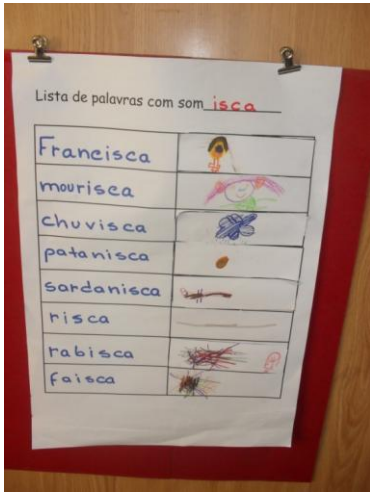 Lista de palavras com som isca
Francisca
mourisca
chuvisca
patanisca
sardanisca
risca
rabisca
faisca